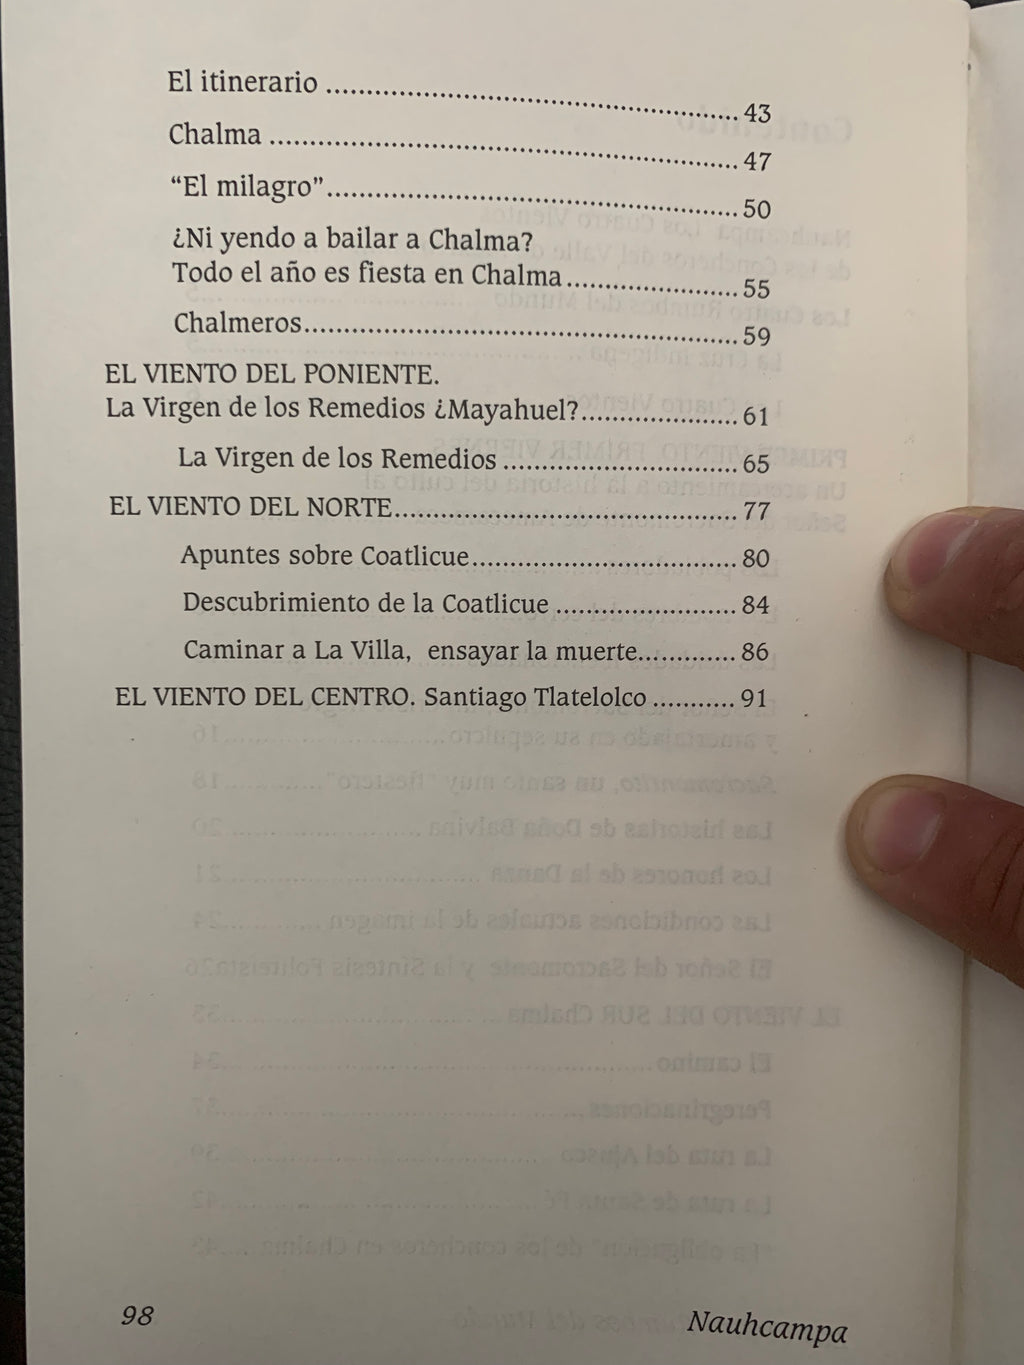 El itinerario ........................................................ 43
Chalma ............................................................... 47
“El milagro”......................................................... 50
¿Ni yendo a bailar a Chalma?
Todo el año es fiesta en Chalma........................ 55
Chalmeros............................................................ 59
EL VIENTO DEL PONIENTE.
La Virgen de los Remedios ¿Mayahuel?....................... 61
La Virgen de los Remedios ................................. 65
EL VIENTO DEL NORTE.................................................. 77
Apuntes sobre Coatlicue...................................... 80
Descubrimiento de la Coatlicue .......................... 84
Caminar a La Villa, ensayar la muerte.............. 86
EL VIENTO DEL CENTRO. Santiago Tlatelolco ........... 91
98 Nauhcampa